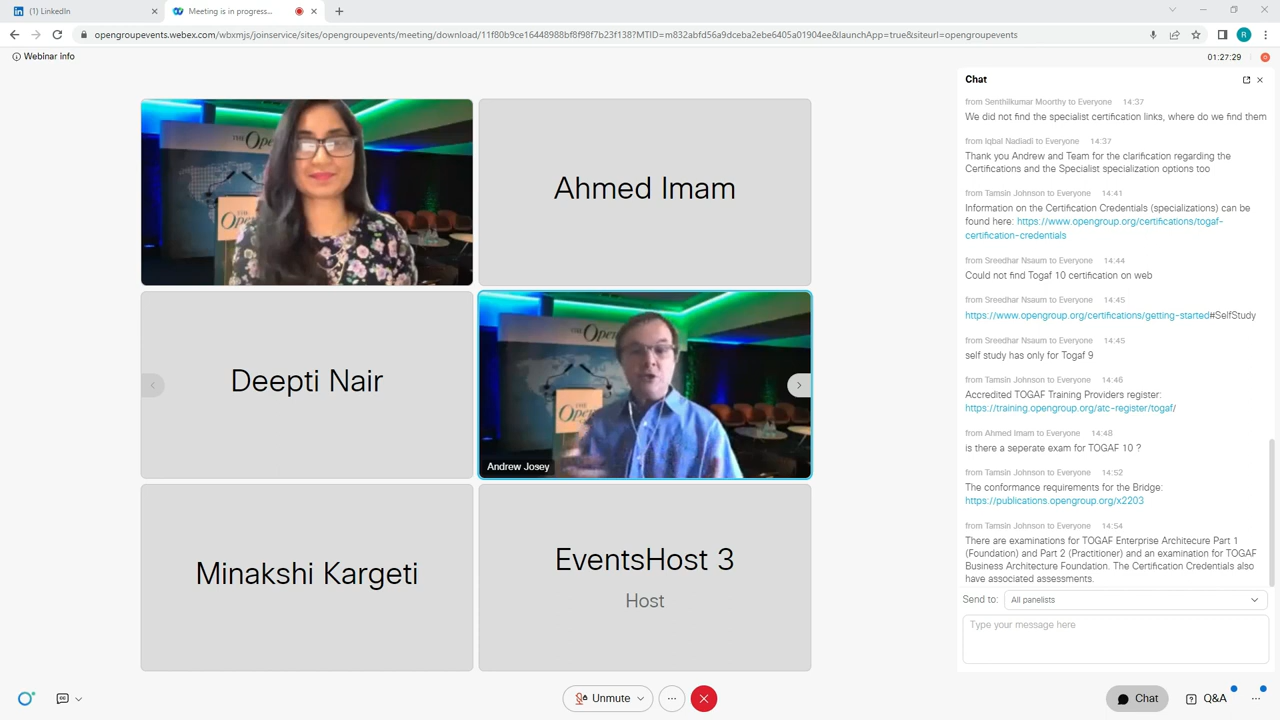 (1) LinkedIn
Meeting is in progress...
opengroupevents.webex.com/wbxmjs/joinservice/sites/opengroupevents/meeting/download/11f80b9ce16448988bf8f98f7b23f138?MTID=m832abfd56a9dceba2ebe6405a01904ee&launchApp=true&siteurl=opengroupevents
R
Webinar info
01:27:29
Chat
from Senthilkumar Moorthy to Everyone 14:37
We did not find the specialist certification links, where do we find them
from Iqbal Nadiadi to Everyone 14:37
Thank you Andrew and Team for the clarification regarding the
Certifications and the Specialist specialization options too
from Tamsin Johnson to Everyone 14:41
Information on the Certification Credentials (specializations) can be
found here: https://www.opengroup.org/certifications/togaf-
certification-credentials
from Sreedhar Nsaum to Everyone 14:44
Could not find Togaf 10 certification on web
from Sreedhar Nsaum to Everyone 14:45
https://www.opengroup.org/certifications/getting-started#SelfStudy
from Sreedhar Nsaum to Everyone 14:45
self study has only for Togaf 9
from Tamsin Johnson to Everyone 14:46
Accredited TOGAF Training Providers register:
https://training.opengroup.org/atc-register/togaf/
from Ahmed Imam to Everyone 14:48
is there a seperate exam for TOGAF 10 ?
from Tamsin Johnson to Everyone 14:52
The conformance requirements for the Bridge:
https://publications.opengroup.org/x2203
from Tamsin Johnson to Everyone 14:54
There are examinations for TOGAF Enterprise Architecure Part 1
(Foundation) and Part 2 (Practitioner) and an examination for TOGAF
Business Architecture Foundation. The Certification Credentials also
have associated assessments.
Send to: All panelists
Type your message here
THE
Ope
THE
Ope
Ahmed Imam
Deepti Nair
THE
Ope
THE
Open
Andrew Josey
Minakshi Kargeti
EventsHost 3
Host
Unmute
Chat
Q&A